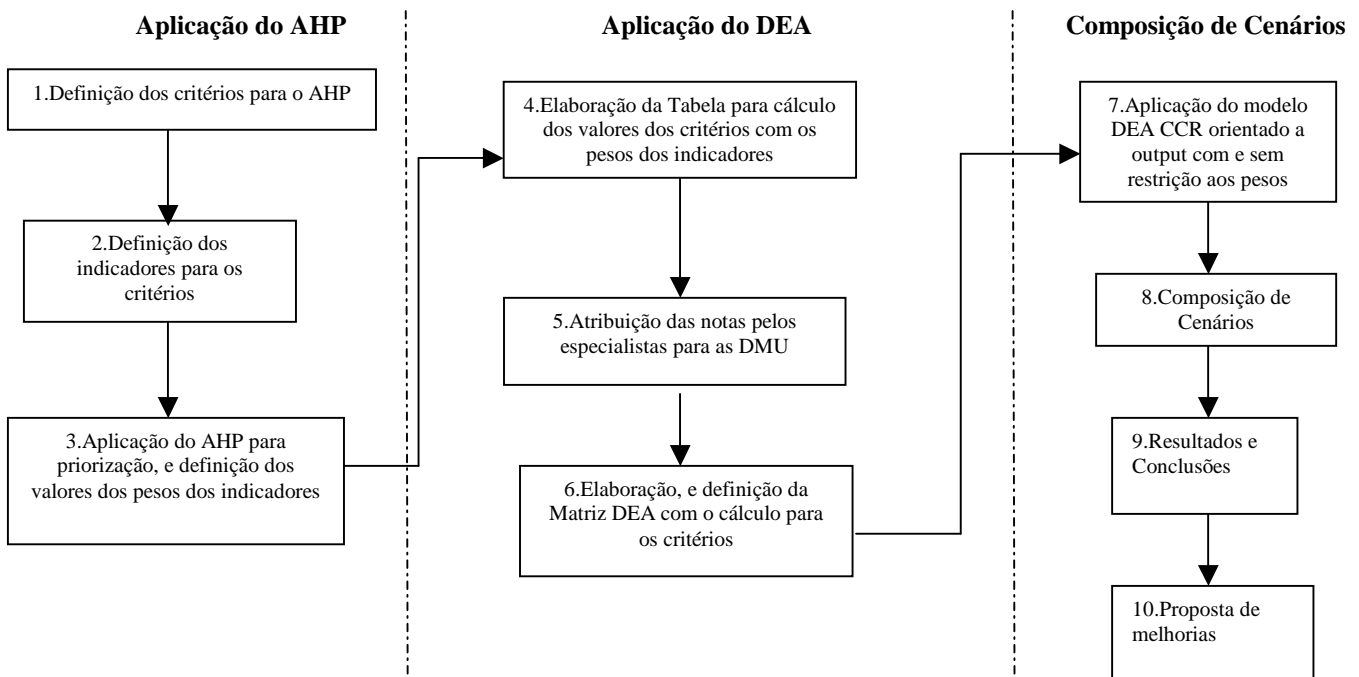 Aplicação do AHP
1.Definição dos critérios para o AHP
2.Definição dos
indicadores para os
critérios
3.Aplicação do AHP para
priorização, e definição dos
valores dos pesos dos indicadores
Aplicação do DEA
4.Elaboração da Tabela para cálculo
dos valores dos critérios com os
pesos dos indicadores
5.Atribuição das notas pelos
especialistas para as DMU
6.Elaboração, e definição da
Matriz DEA com o cálculo para
os critérios
Composição de Cenários
7.Aplicação do modelo
DEA CCR orientado a
output com e sem
restrição aos pesos
8.Composição de
Cenários
9.Resultados e
Conclusões
10.Proposta de
melhorias